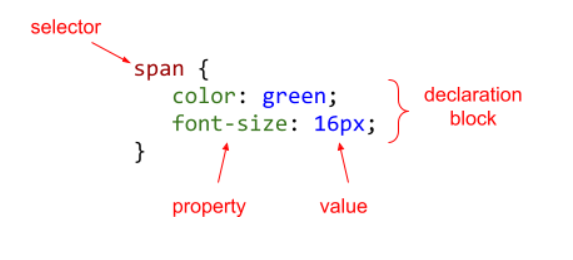 selector
span {
color: green;
font-size: 16px;
}
declaration
block
property
value